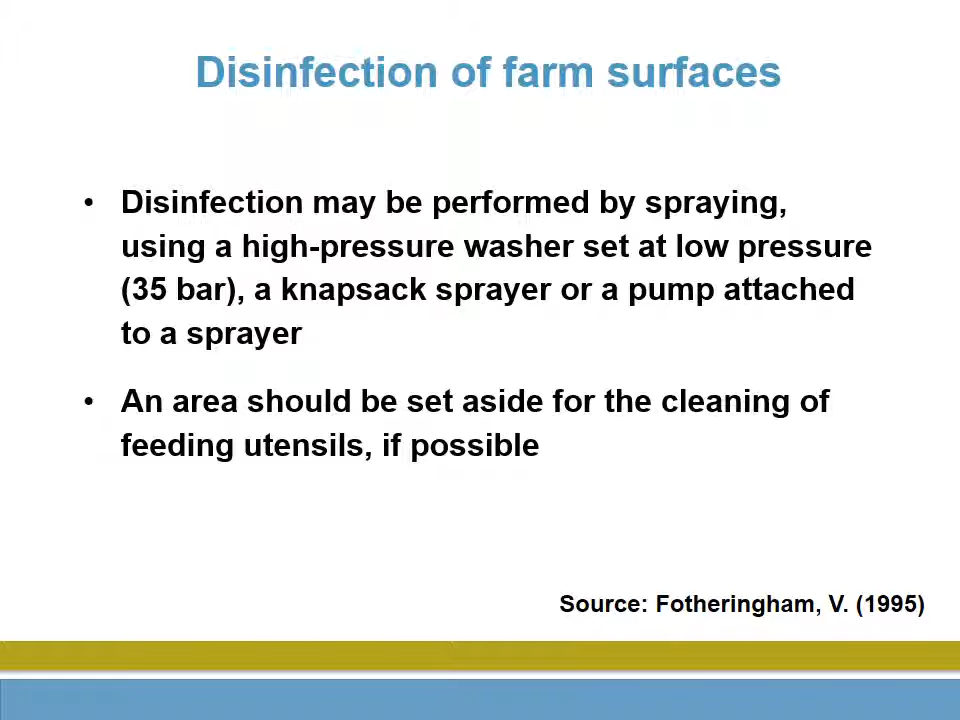 Disinfection of farm surfaces
• Disinfection may be performed by spraying,
using a high-pressure washer set at low pressure
(35 bar), a knapsack sprayer or a pump attached
to a sprayer
• An area should be set aside for the cleaning of
feeding utensils, if possible
Source: Fotheringham, V. (1995)